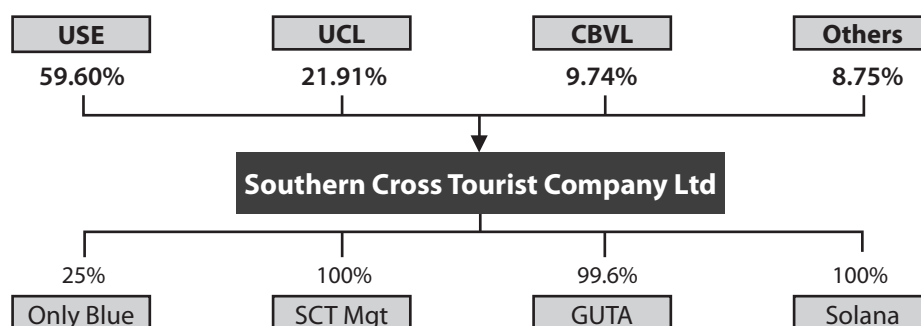 USE UCL CBVL Others
59.60% 21.91% 9.74% 8.75%
Southern Cross Tourist Company Ltd
25% 100% 99.6% 100%
Only Blue SCT Mgt GUTA Solana